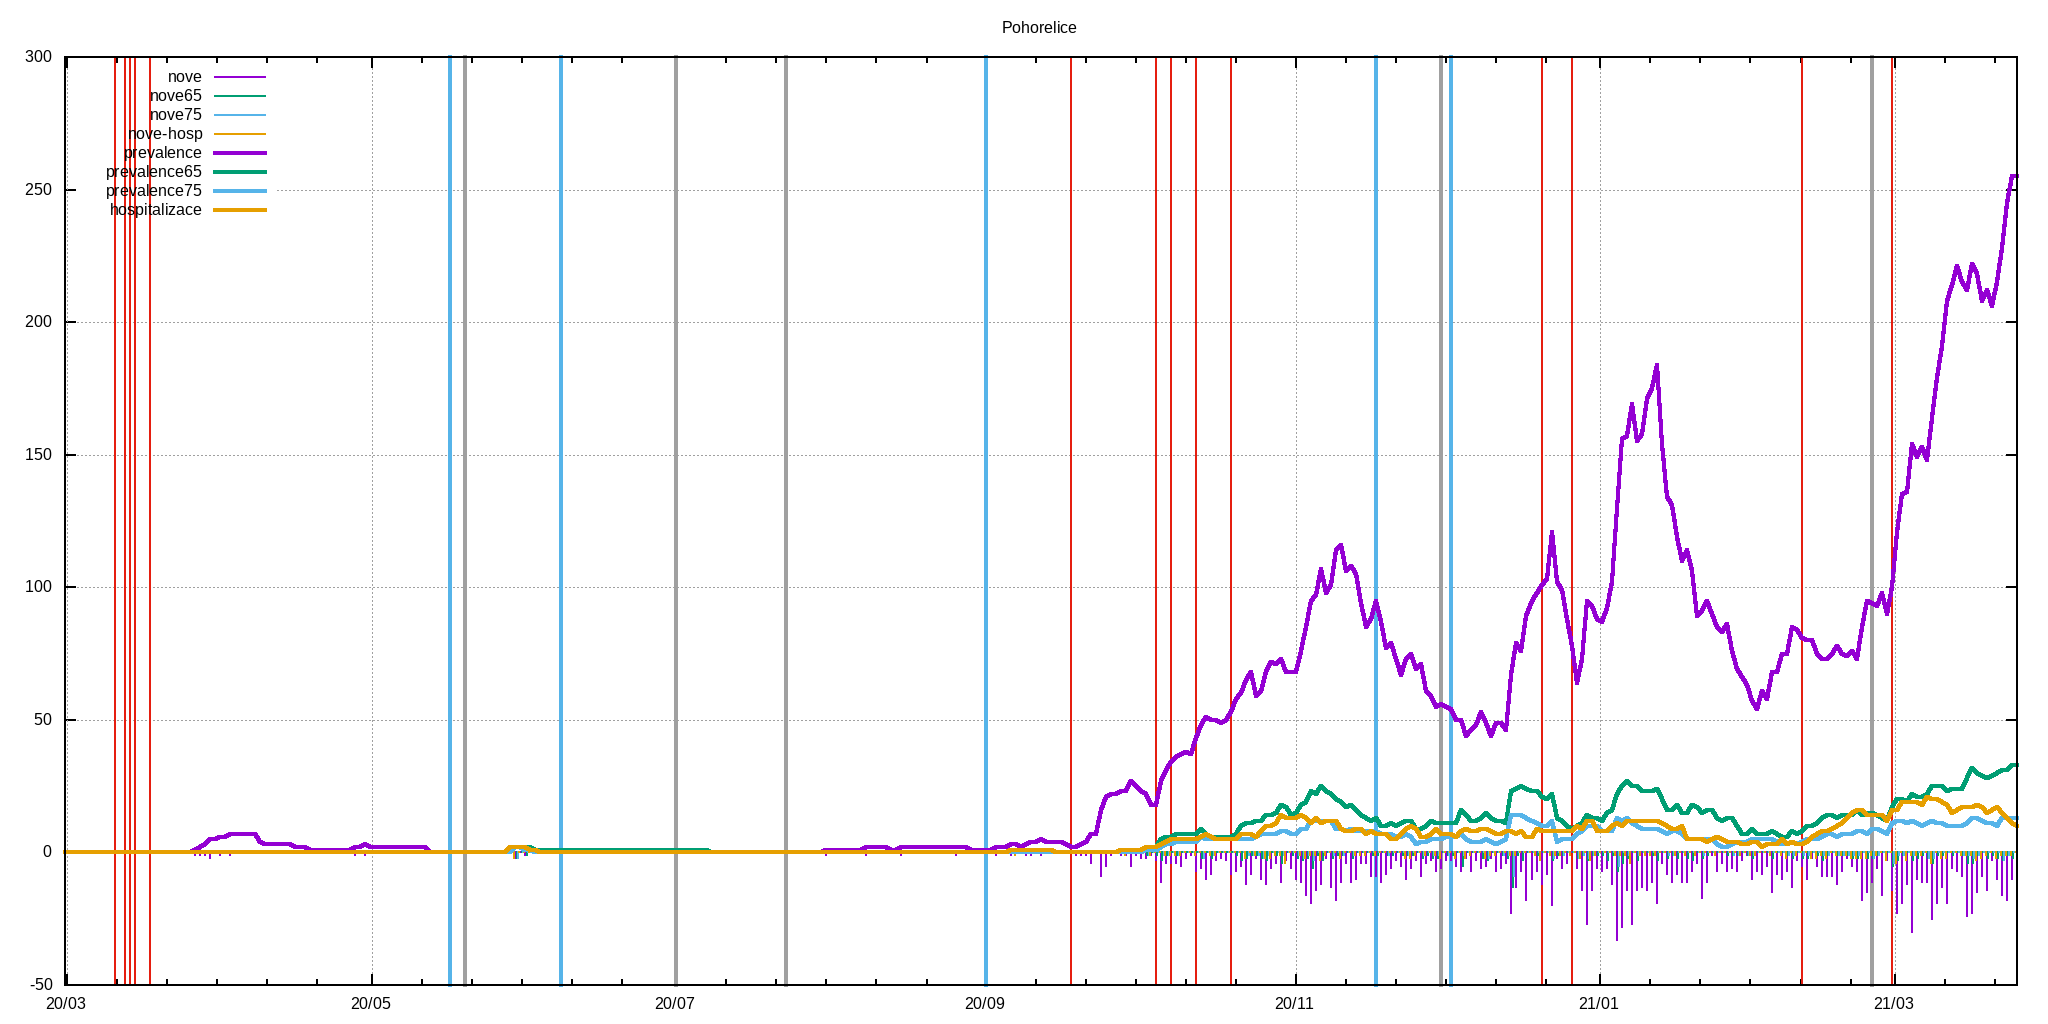 Pohorelice
300
250
200
150
100
50
0
-50
nove
nove65
nove75
nove-hosp
prevalence
prevalence65
prevalence75
hospitalizace
20/03 20/05 20/07 20/09 20/11 21/01 21/03